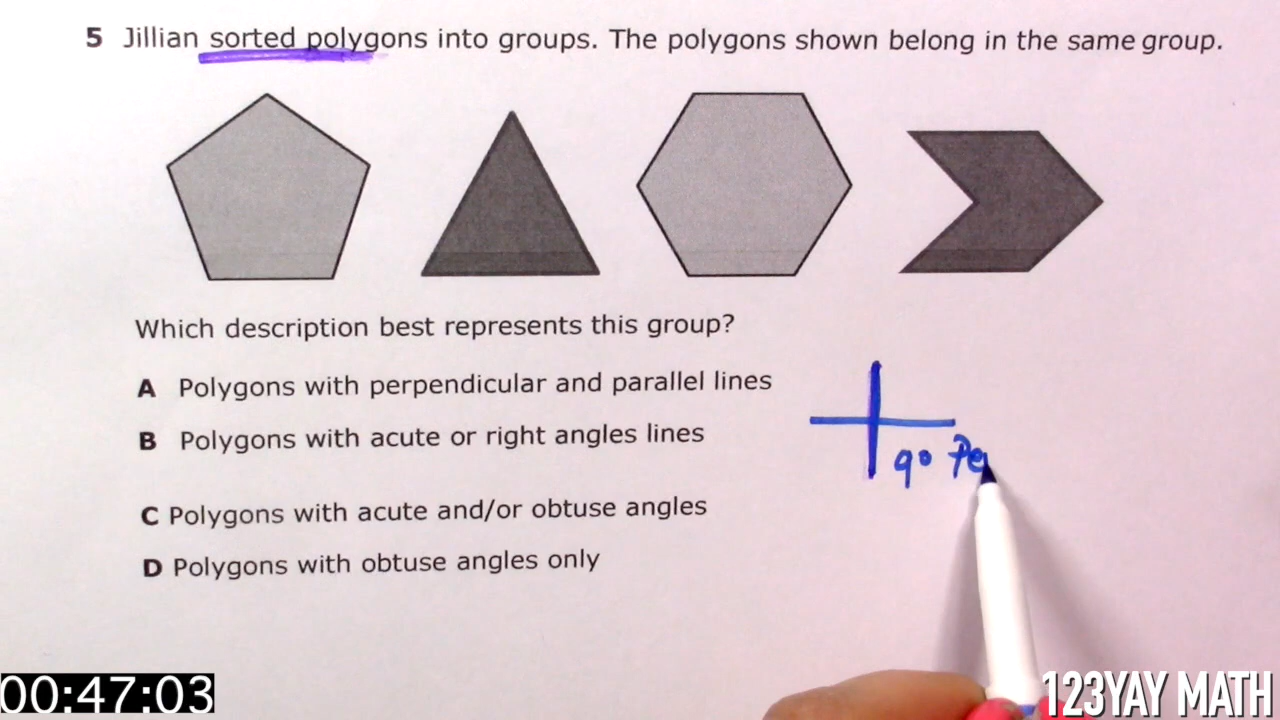 5 Jillian sorted polygons into groups. The polygons shown belong in the same group.
Which description best represents this group?
A Polygons with perpendicular and parallel lines
B Polygons with acute or right angles lines
90 Pe
C Polygons with acute and/or obtuse angles
D Polygons with obtuse angles only
00:47:03
123YAY MATH